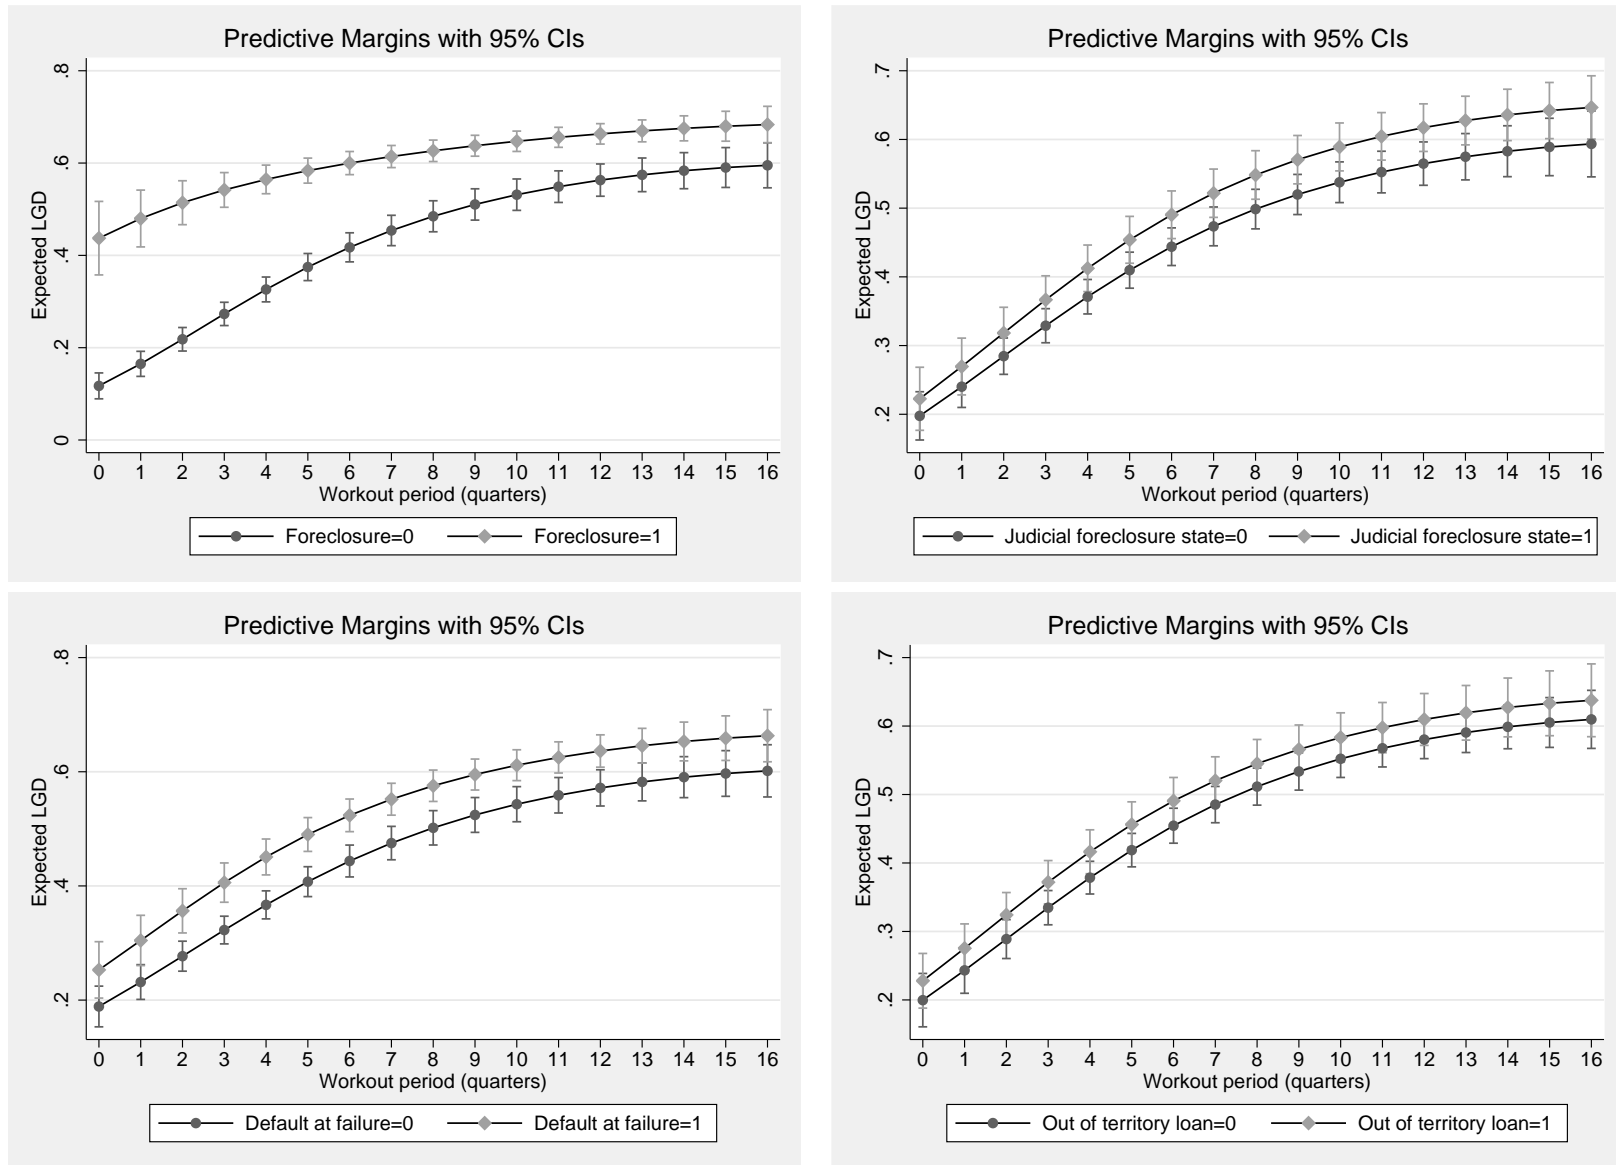 Predictive Margins with 95% CIs
Expected LGD
.8
.6
.4
.2
0
0 1 2 3 4 5 6 7 8 9 10 11 12 13 14 15 16
Workout period (quarters)
Foreclosure=0 Foreclosure=1
Predictive Margins with 95% CIs
Expected LGD
.7
.6
.5
.4
.3
.2
0 1 2 3 4 5 6 7 8 9 10 11 12 13 14 15 16
Workout period (quarters)
Judicial foreclosure state=0 Judicial foreclosure state=1
Predictive Margins with 95% CIs
Expected LGD
.8
.6
.4
.2
0 1 2 3 4 5 6 7 8 9 10 11 12 13 14 15 16
Workout period (quarters)
Default at failure=0 Default at failure=1
Predictive Margins with 95% CIs
Expected LGD
.7
.6
.5
.4
.3
.2
0 1 2 3 4 5 6 7 8 9 10 11 12 13 14 15 16
Workout period (quarters)
Out of territory loan=0 Out of territory loan=1